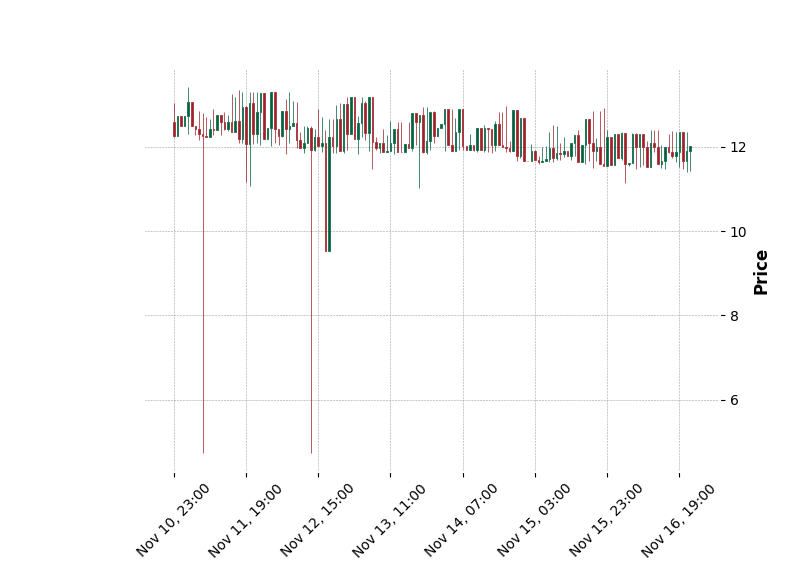 12
10
8
6
Price
Nov 10, 23:00
Nov 11, 19:00
Nov 12, 15:00
Nov 13, 11:00
Nov 14, 07:00
Nov 15, 03:00
Nov 15, 23:00
Nov 16, 19:00